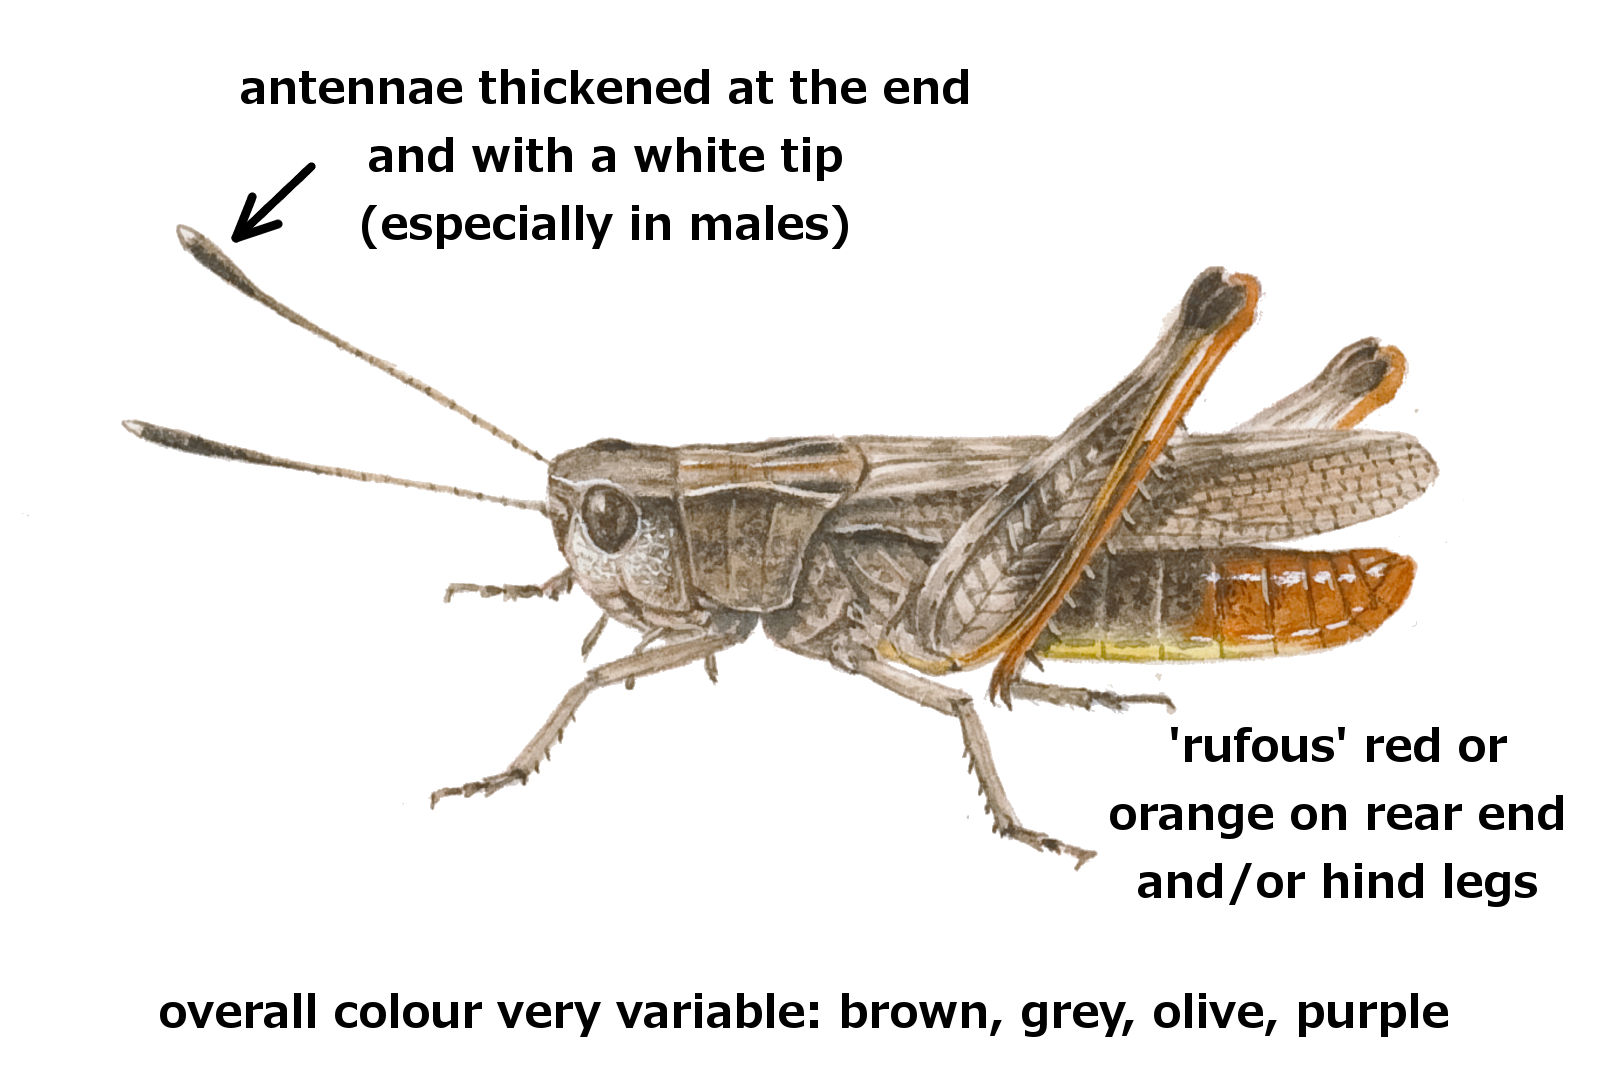 antennae thickened at the end
and with a white tip
(especially in males)
'rufous' red or
orange on rear end
and/or hind legs
overall colour very variable: brown, grey, olive, purple